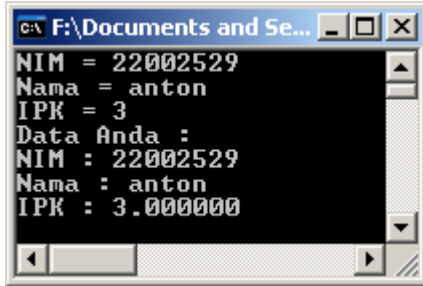 F:\Documents and Se...
NIM = 22002529
Nama = anton
IPK = 3
Data Anda :
NIM : 22002529
Nama : anton
IPK : 3.000000